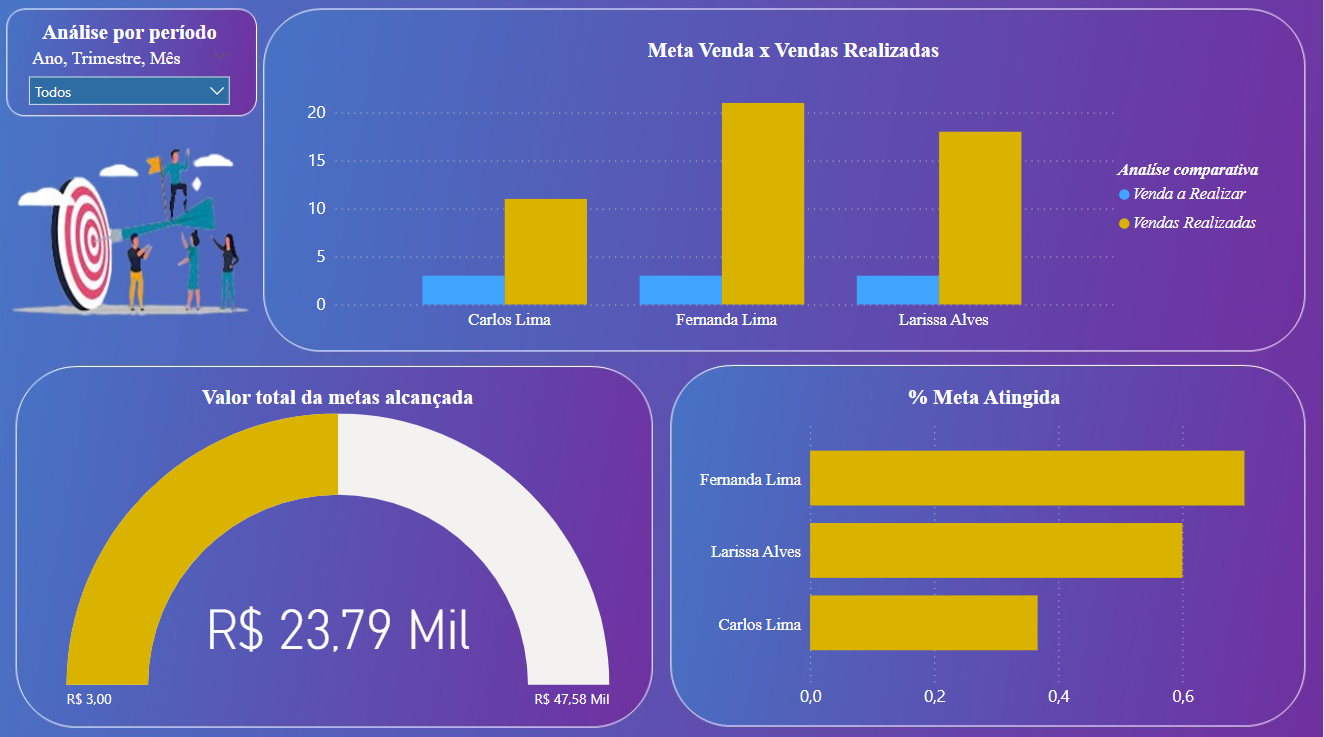 Análise por período
Ano, Trimestre, Mês
Todos
Meta Venda x Vendas Realizadas
20
15
10
5
0
Carlos Lima Fernanda Lima Larissa Alves
Analíse comparativa
Venda a Realizar
Vendas Realizadas
Valor total da metas alcançada
R$ 23,79 Mil
R$ 3,00 R$ 47,58 Mil
% Meta Atingida
Fernanda Lima
Larissa Alves
Carlos Lima
0,0 0,2 0,4 0,6